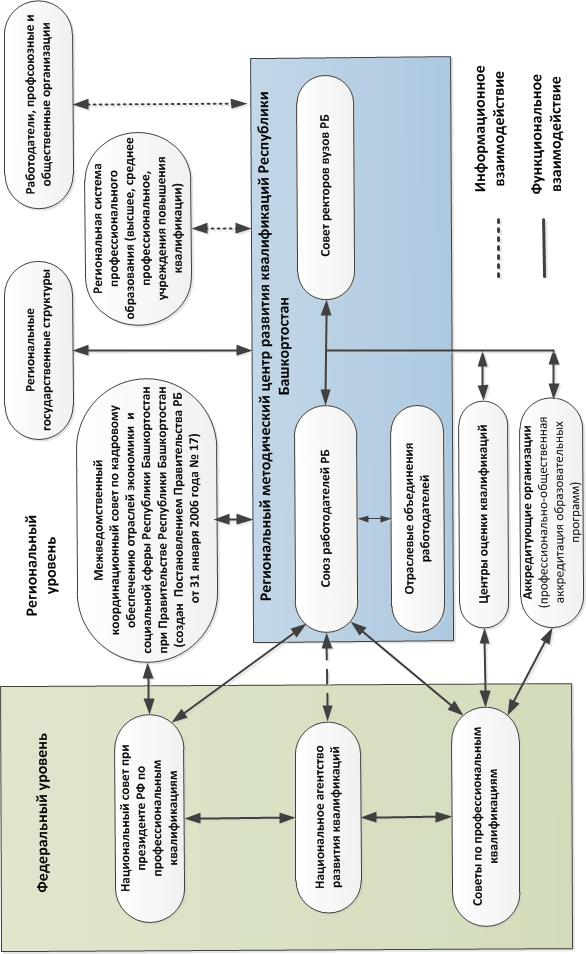 Федеральный уровень
Национальный совет при
президенте РФ по
профессиональным
квалификациям
Национальное агентство
развития квалификаций
Советы по профессиональным
квалификациям
Региональный
уровень
Межведомственный
координационный совет по кадровому
обеспечению отраслей экономики и
социальной сферы Республики Башкортостан
при Правительстве Республики Башкортостан
(создан Постановлением Правительства РБ
от 31 января 2006 года № 17)
Региональные
государственные структуры
Региональная система
профессионального
образования (высшее, среднее
профессиональное,
учреждения повышения
квалификации)
Работодатели, профсоюзные и
общественные организации
Региональный методический центр развития квалификаций Республики
Башкортостан
Союз работодателей РБ
Совет ректоров вузов РБ
Отраслевые объединения
работодателей
Центры оценки квалификаций
Аккредитующие организации
(профессионально-общественная
аккредитация образовательных
программ)
Информационное
взаимодействие
Функциональное
взаимодействие